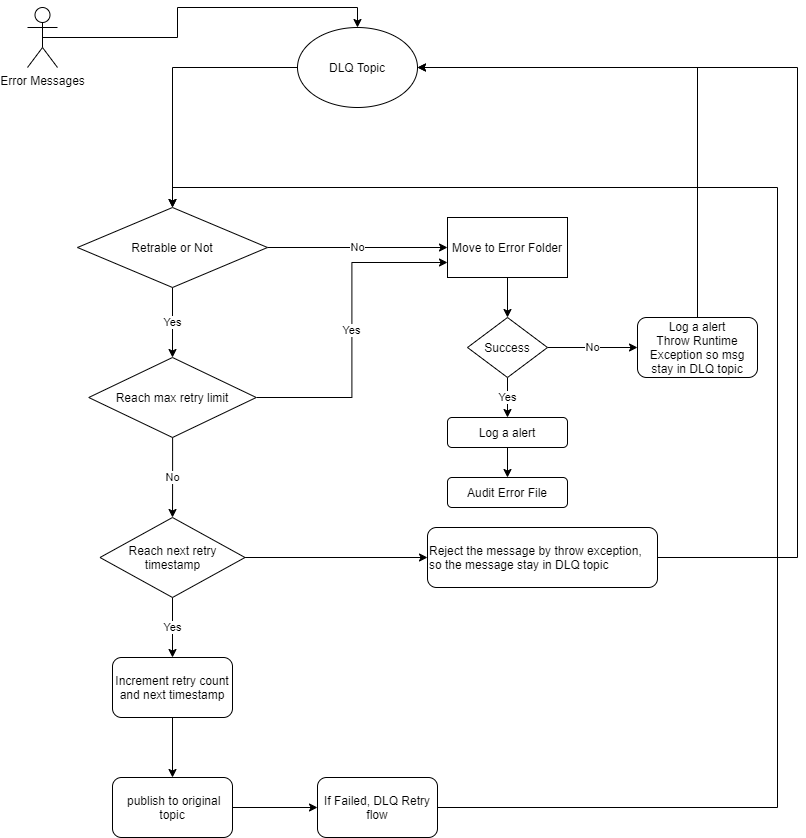 Error Messages
DLQ Topic
Retrable or Not
No
Move to Error Folder
Yes
Yes
Success
No
Log a alert
Throw Runtime
Exception so msg
stay in DLQ topic
Reach max retry limit
Yes
Log a alert
No
Audit Error File
Reach next retry
timestamp
Reject the message by throw exception,
so the message stay in DLQ topic
Yes
Increment retry count
and next timestamp
publish to original
topic
If Failed, DLQ Retry
flow